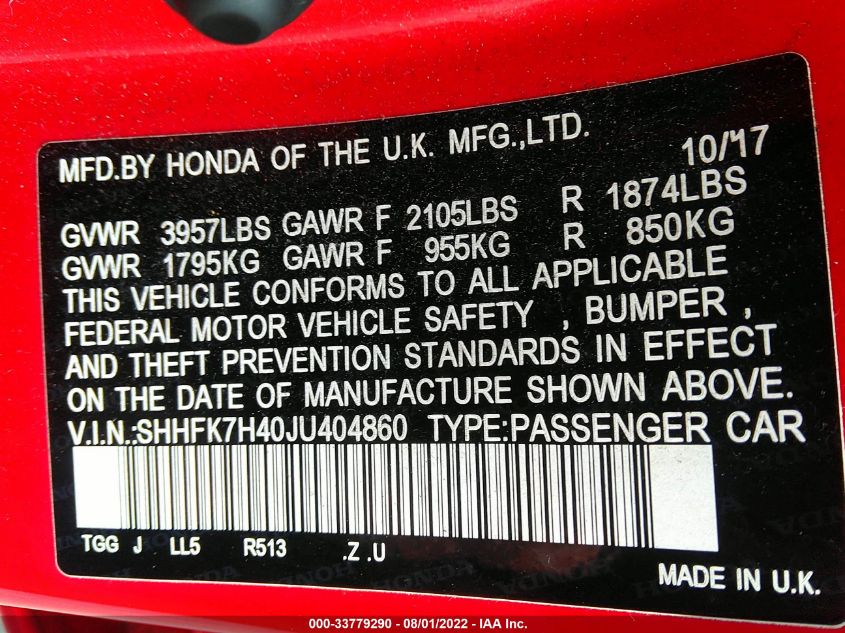 MFD.BY HONDA OF THE U.K. MFG.,LTD. 10/17
GVWR 3957LBS GAWR F 2105LBS R 1874LBS
GVWR 1795KG GAWR F 955KG R 850KG
THIS VEHICLE CONFORMS TO ALL APPLICABLE
FEDERAL MOTOR VEHICLE SAFETY , BUMPER ,
AND THEFT PREVENTION STANDARDS IN EFFECT
ON THE DATE OF MANUFACTURE SHOWN ABOVE.
V.I.N.:SHHFK7H40JU404860 TYPE:PASSENGER CAR
TGG J LL5 R513 .Z .U
MADE IN U.K.
000-33779290 - 08/01/2022 - IAA Inc.